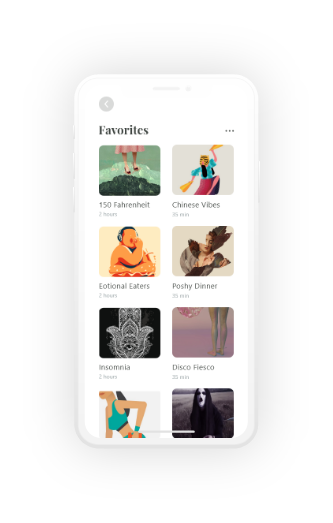 Favorites
150 Fahrenheit
Chinese Vibes
2 hours
35 min
Eotional Eaters
Poshy Dinner
2 hours
35 min
Insomnia
Disco Fiesco
2 hours
35 min